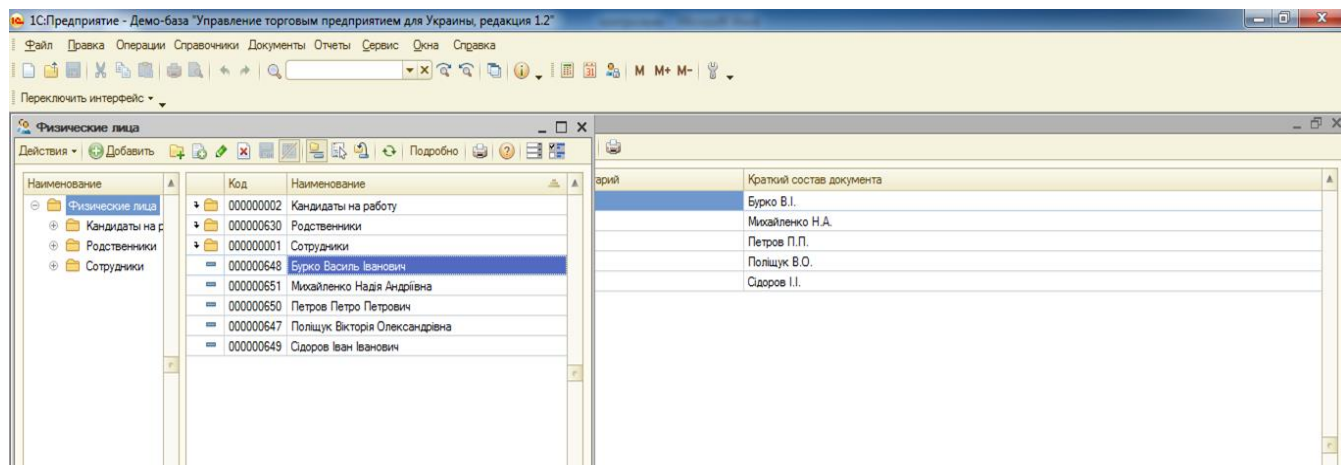 1С:Предприятие - Демо-база "Управление торговым предприятием для Украины, редакция 1.2"
Файл Правка Операции Справочники Документы Отчеты Сервис Окна Справка
M M+ M-
Переключить интерфейс
Физические лица
Действия Добавить Подробно
Наименование Код Наименование тарий Краткий состав документа
Физические лица
Кандидаты на р
Родственники
Сотрудники
000000002 Кандидаты на работу
000000630 Родственники
000000001 Сотрудники
000000648 Бурко Василь Іванович
000000651 Михайленко Надія Андріївна
000000650 Петров Петро Петрович
000000647 Поліщук Вікторія Олександрівна
000000649 Сідоров Іван Іванович
Бурко В.І.
Михайленко Н.А.
Петров П.П.
Поліщук В.О.
Сідоров І.І.